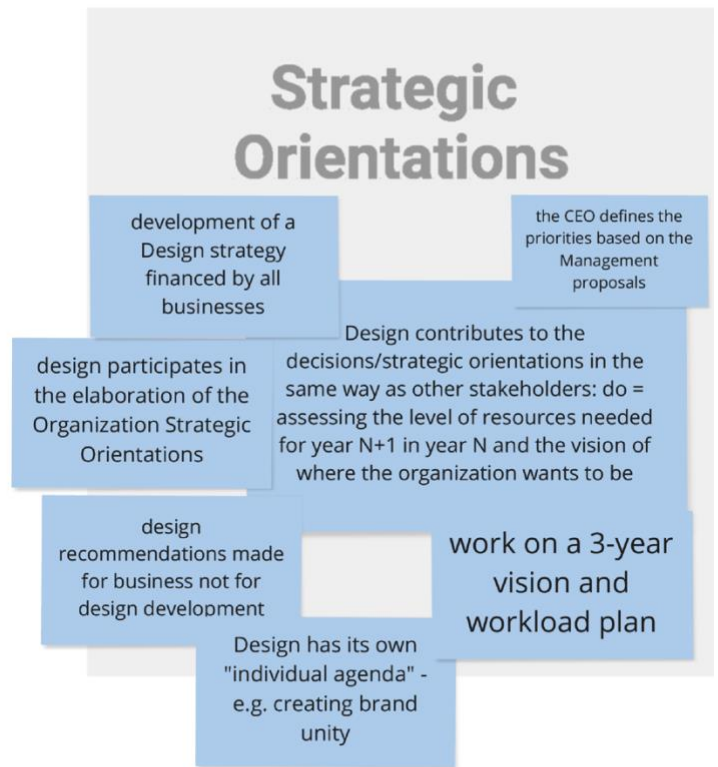 Strategic
Orientations
development of a
Design strategy
financed by all
businesses
the CEO defines the
priorities based on the
Management
proposals
Design contributes to the
decisions/strategic orientations in the
same way as other stakeholders: do =
assessing the level of resources needed
for year N+1 in year N and the vision of
where the organization wants to be
design participates in
the elaboration of the
Organization Strategic
Orientations
design
recommendations made
for business not for
design development
work on a 3-year
vision and
workload plan
Design has its own
"individual agenda" -
e.g. creating brand
unity